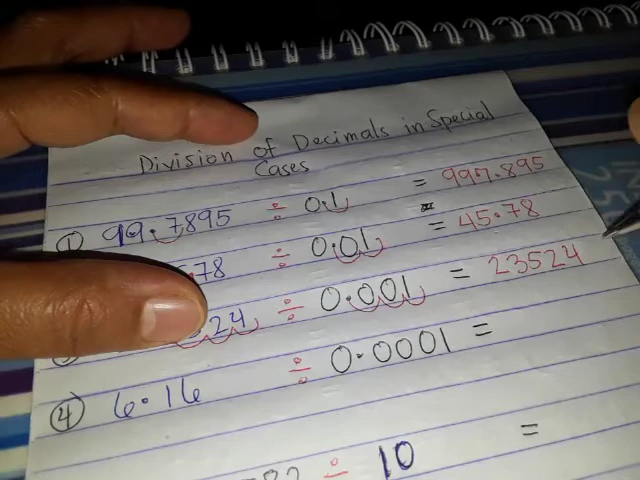 Division of Decimals in Special
Cases
① 99.7895 ÷ 0.1 = 997.895
.78 ÷ 0.01 = 45.78
.524 ÷ 0.001 = 23524
④ 6.16 ÷ 0.0001 =
÷ 10 =